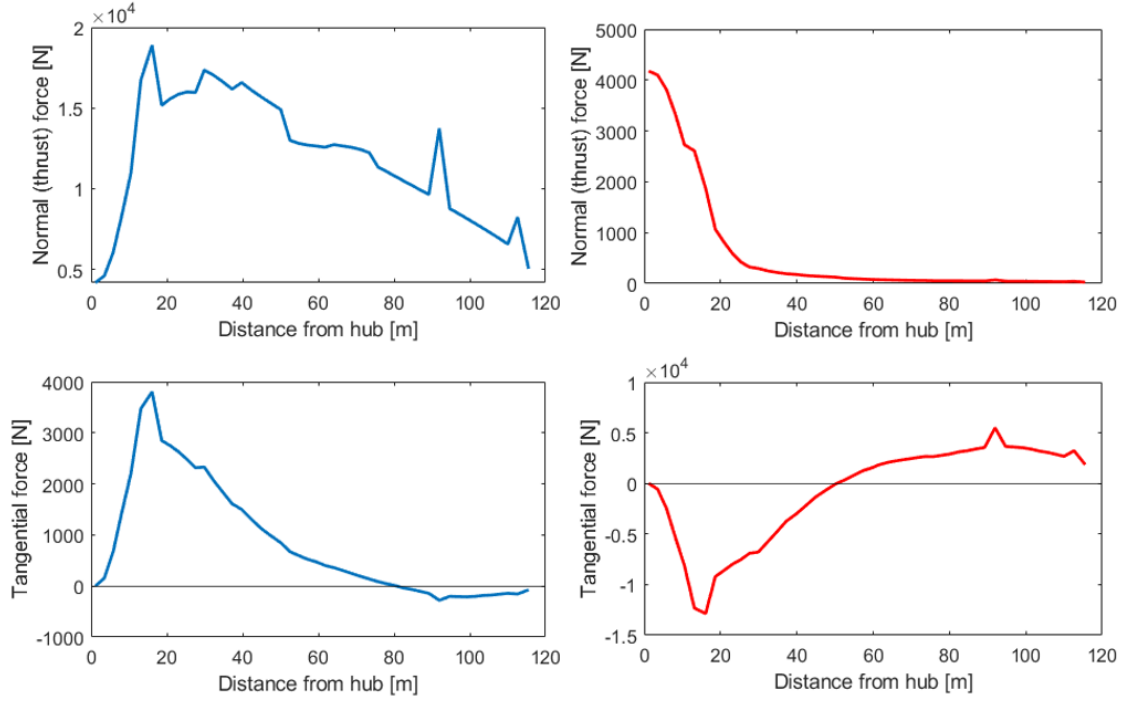 ×10⁴
2
1.5
1
0.5
0 20 40 60 80 100 120
Normal (thrust) force [N]
Distance from hub [m]
5000
4000
3000
2000
1000
0
0 20 40 60 80 100 120
Normal (thrust) force [N]
Distance from hub [m]
4000
3000
2000
1000
0
-1000
0 20 40 60 80 100 120
Tangential force [N]
Distance from hub [m]
×10⁴
1
0.5
0
-0.5
-1
-1.5
0 20 40 60 80 100 120
Tangential force [N]
Distance from hub [m]